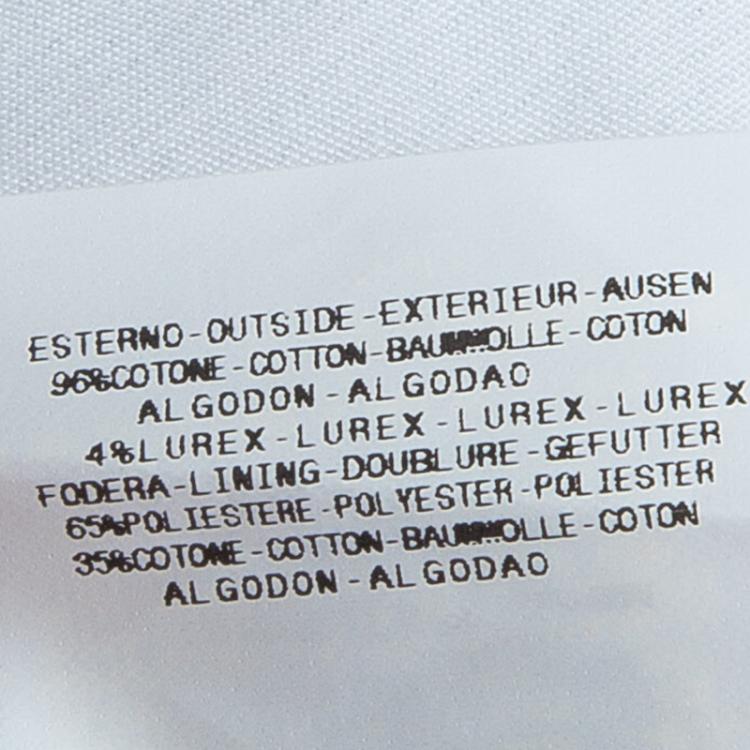 ESTERNO-OUTSIDE-EXTERIEUR-AUSEN
96%COTONE-COTTON-BAUMWOLLE-COTON
ALGODON-ALGODAO
4%LUREX-LUREX-LUREX-LUREX
FODERA-LINING-DOUBLURE-GEFUTTER
65%POLIESTERE-POLYESTER-POLIESTER
35%COTONE-COTTON-BAUMWOLLE-COTON
ALGODON-ALGODAO